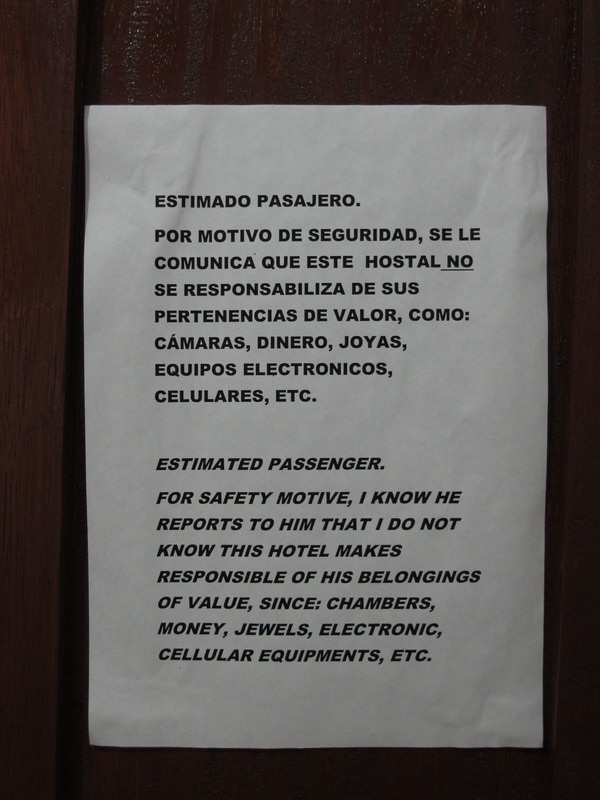 ESTIMADO PASAJERO.
POR MOTIVO DE SEGURIDAD, SE LE
COMUNICA QUE ESTE HOSTAL NO
SE RESPONSABILIZA DE SUS
PERTENENCIAS DE VALOR, COMO:
CÁMARAS, DINERO, JOYAS,
EQUIPOS ELECTRONICOS,
CELULARES, ETC.
ESTIMATED PASSENGER.
FOR SAFETY MOTIVE, I KNOW HE
REPORTS TO HIM THAT I DO NOT
KNOW THIS HOTEL MAKES
RESPONSIBLE OF HIS BELONGINGS
OF VALUE, SINCE: CHAMBERS,
MONEY, JEWELS, ELECTRONIC,
CELLULAR EQUIPMENTS, ETC.